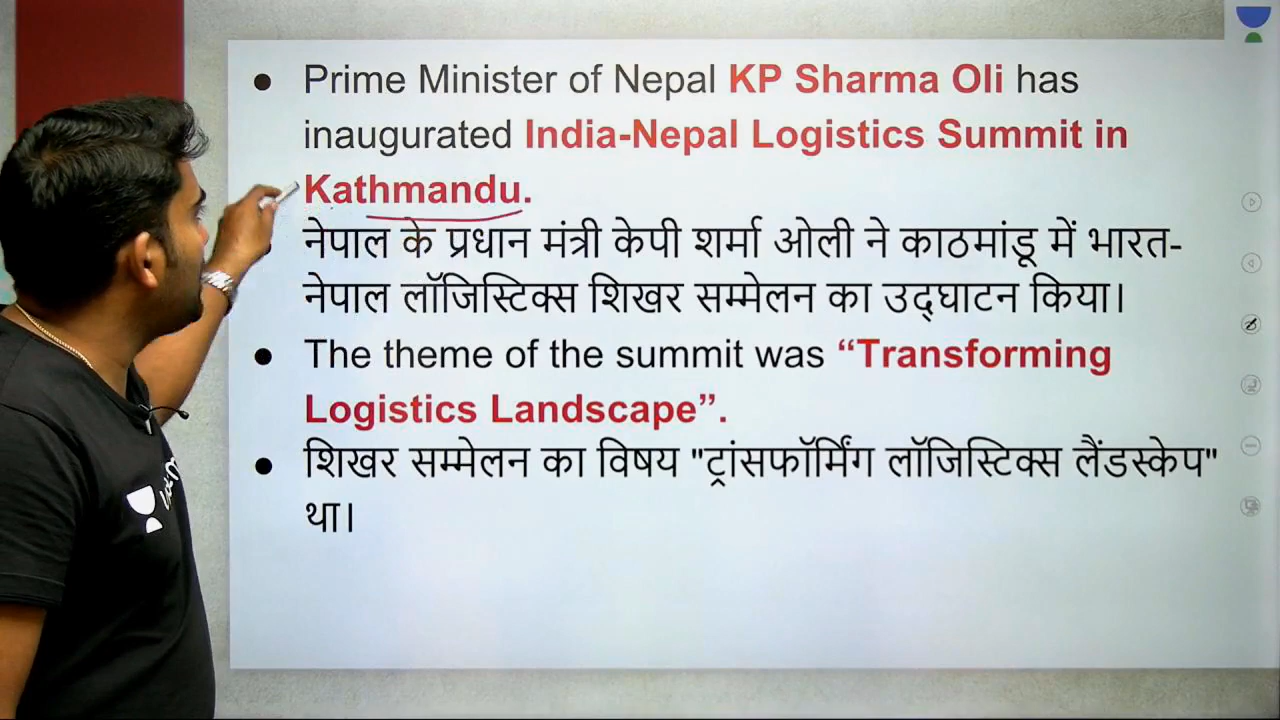 ● Prime Minister of Nepal KP Sharma Oli has
inaugurated India-Nepal Logistics Summit in
Kathmandu.
नेपाल के प्रधान मंत्री केपी शर्मा ओली ने काठमांडू में भारत-
नेपाल लॉजिस्टिक्स शिखर सम्मेलन का उद्घाटन किया।
● The theme of the summit was “Transforming
Logistics Landscape”.
● शिखर सम्मेलन का विषय "ट्रांसफॉर्मिंग लॉजिस्टिक्स लैंडस्केप"
था।